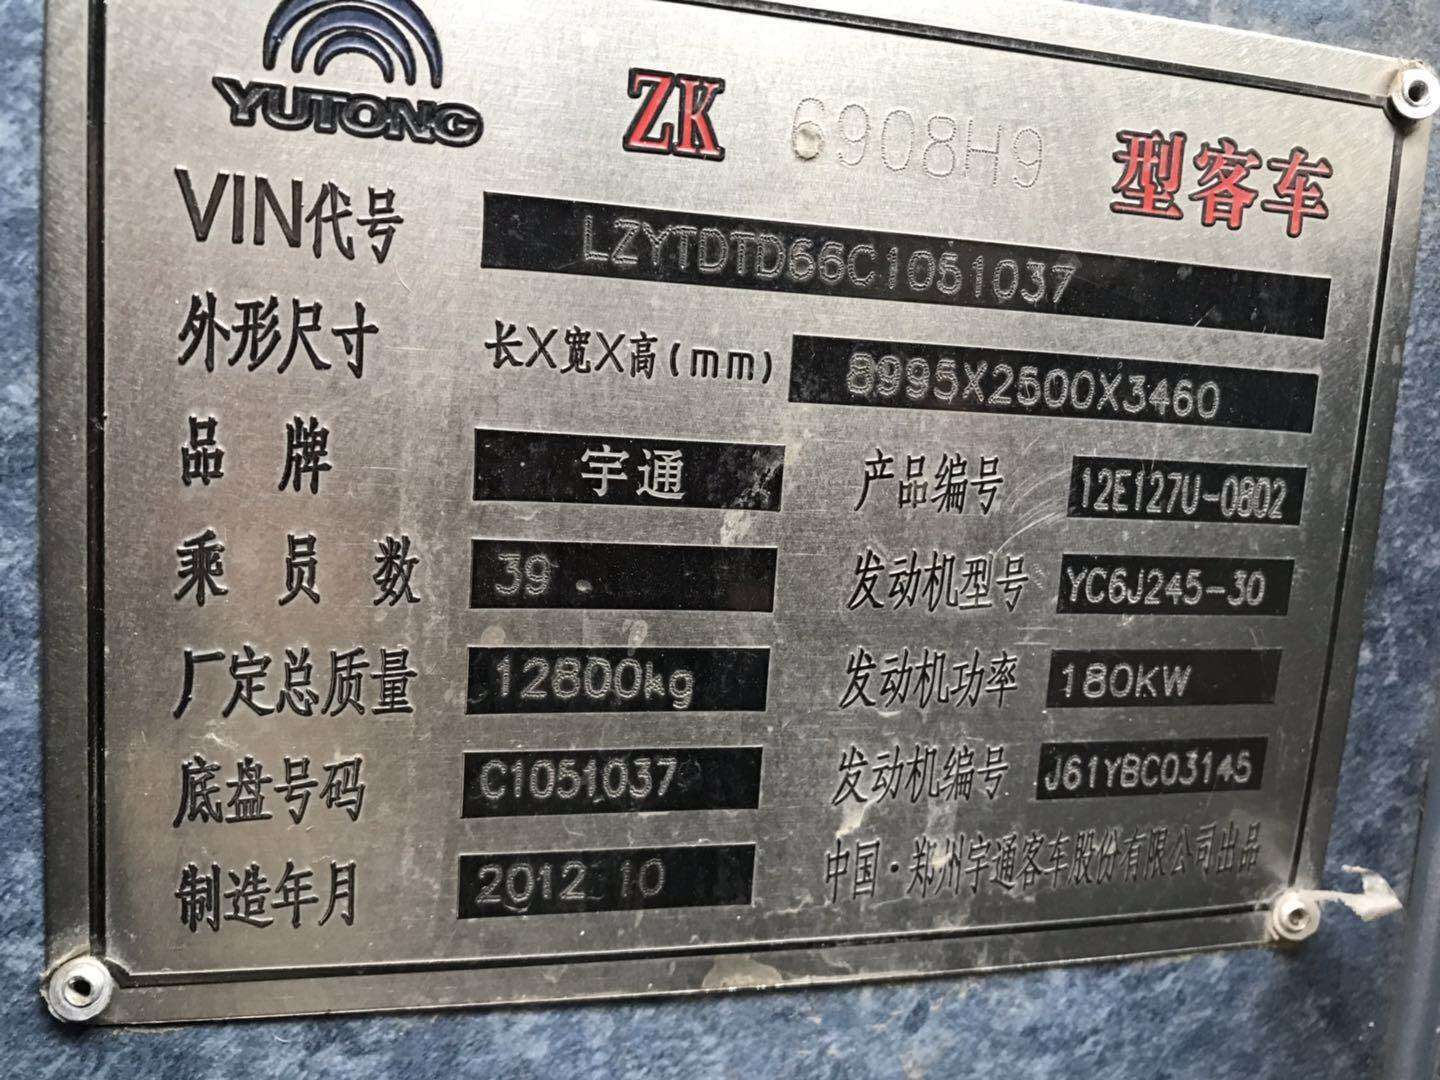 YUTONG ZK 6908H9 型客车
VIN代号 LZYTDTD66C1051037
外形尺寸 长X宽X高(mm) 8995X2500X3460
品牌 宇通 产品编号 12E127U-0802
乘员数 39 发动机型号 YC6J245-30
厂定总质量 12800kg 发动机功率 180KW
底盘号码 C1051037 发动机编号 J61YBC03146
制造年月 2012 10 中国·郑州宇通客车股份有限公司出品